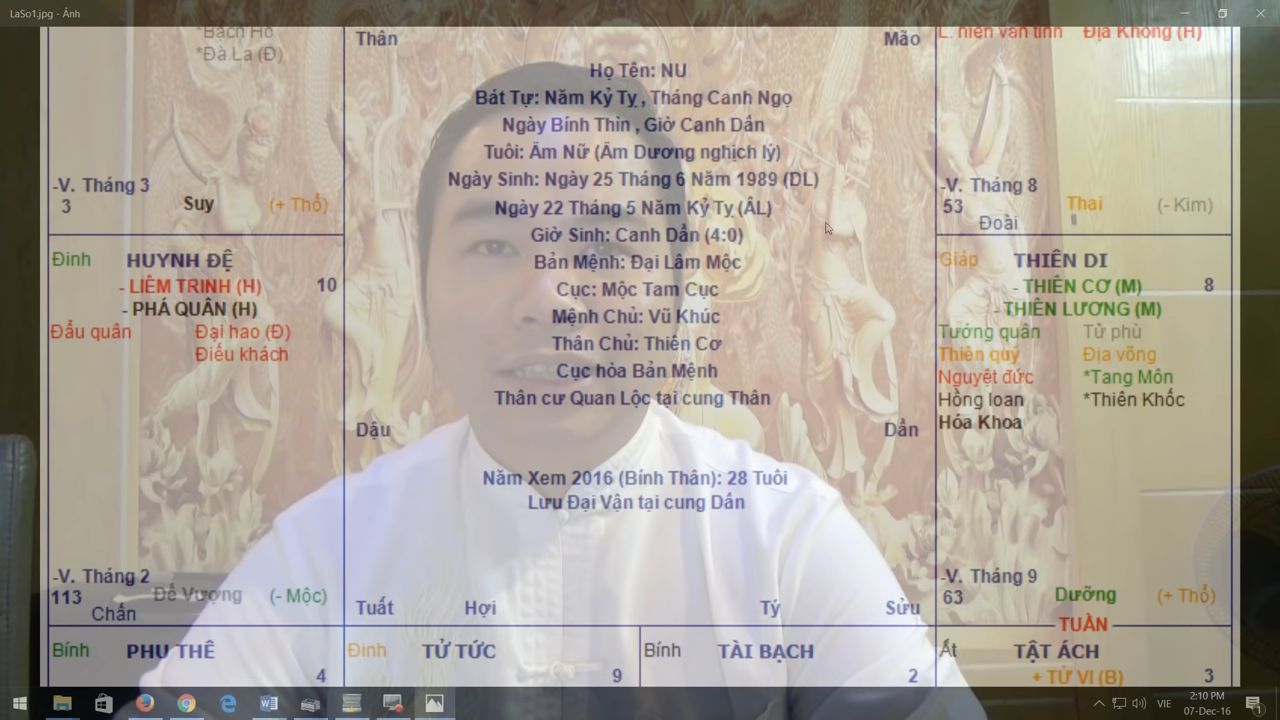 LaSo1.jpg - Ảnh
*Bạch Hổ
*Đà La (Đ)
-V. Tháng 3
3
Suy
(+ Thổ)
Thân
Mão
Họ Tên: NU
Bát Tự: Năm Kỷ Tỵ , Tháng Canh Ngọ
Ngày Bính Thìn , Giờ Canh Dần
Tuổi: Âm Nữ (Âm Dương nghịch lý)
Ngày Sinh: Ngày 25 Tháng 6 Năm 1989 (DL)
Ngày 22 Tháng 5 Năm Kỷ Tỵ (ÂL)
Giờ Sinh: Canh Dần (4:0)
Bản Mệnh: Đại Lâm Mộc
Cục: Mộc Tam Cục
Mệnh Chủ: Vũ Khúc
Thân Chủ: Thiên Cơ
Cục hòa Bản Mệnh
Thân cư Quan Lộc tại cung Thân
Dậu
Dần
Năm Xem 2016 (Bính Thân): 28 Tuổi
Lưu Đại Vận tại cung Dần
Tuất
Hợi
Tý
Sửu
L. niên văn tinh
Địa Không (H)
-V. Tháng 8
53
Đoài
Thai
(- Kim)
Đinh
HUYNH ĐỆ
- LIÊM TRINH (H)
10
- PHÁ QUÂN (H)
Đẩu quân
Đại hao (Đ)
Điếu khách
-V. Tháng 2
113
Chấn
Đế Vượng
(- Mộc)
Giáp
THIÊN DI
- THIÊN CƠ (M)
8
- THIÊN LƯƠNG (M)
Tướng quân
Tử phù
Thiên quý
Địa võng
Nguyệt đức
*Tang Môn
Hồng loan
*Thiên Khốc
Hóa Khoa
-V. Tháng 9
63
Dưỡng
(+ Thổ)
TUẦN
Bính
PHU THÊ
4
Đinh
TỬ TỨC
9
Bính
TÀI BẠCH
2
Ất
TẬT ÁCH
+ TỬ VI (B)
3
VIE
2:10 PM
07-Dec-16
1